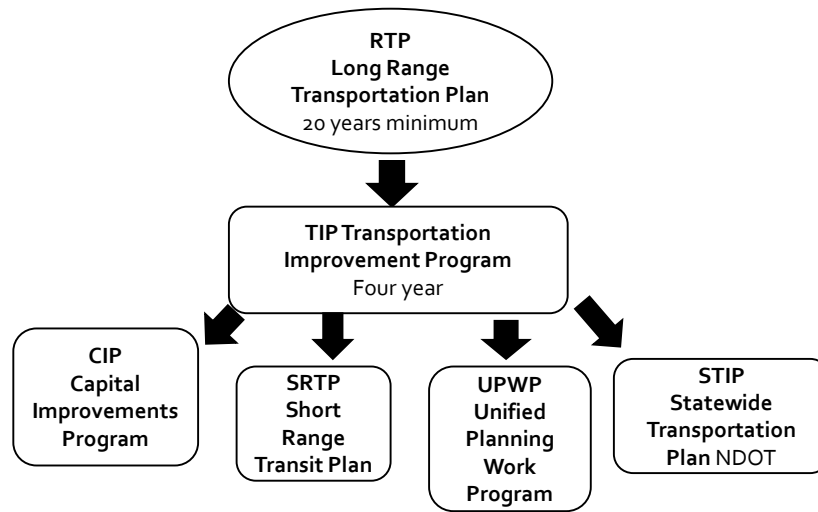 RTP
Long Range
Transportation Plan
20 years minimum
TIP Transportation
Improvement Program
Four year
CIP
Capital
Improvements
Program
SRTP
Short
Range
Transit Plan
UPWP
Unified
Planning
Work
Program
STIP
Statewide
Transportation
Plan NDOT